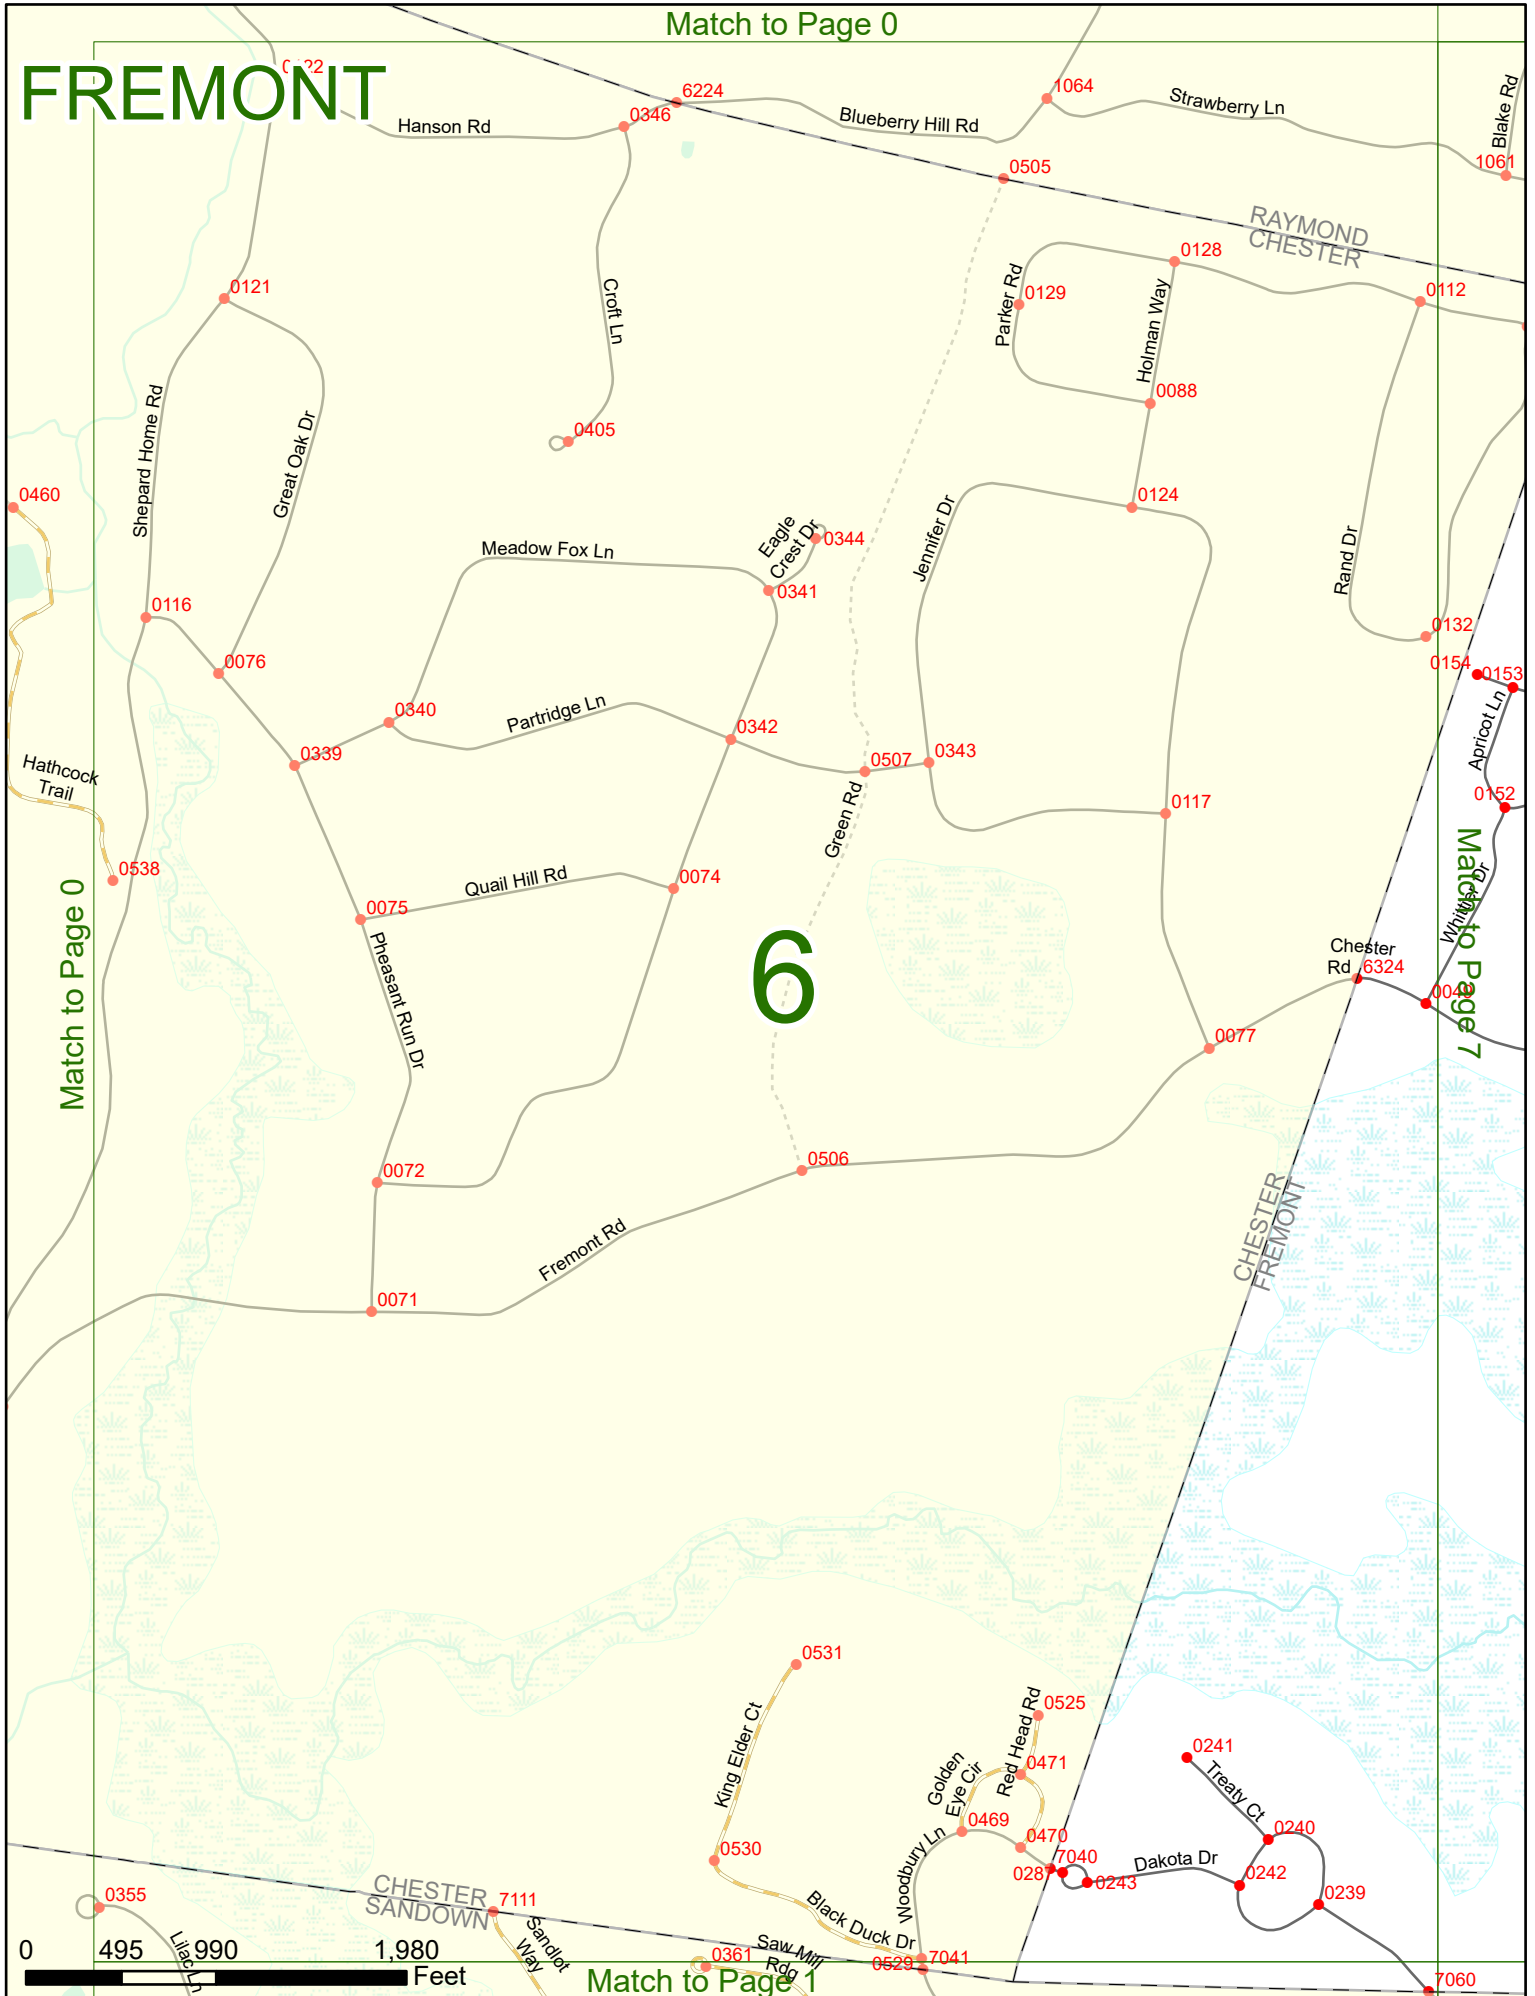 Match to Page 0
FREMONT
0122
6224
0346
1064
Strawberry Ln
Blake Rd
Hanson Rd
Blueberry Hill Rd
1061
0505
RAYMOND
CHESTER
0128
0121
Parker Rd
0129
Holman Way
0112
Croft Ln
Shepard Home Rd
Great Oak Dr
0088
0405
0460
Jennifer Dr
0124
Eagle
Crest Dr
0344
Meadow Fox Ln
Rand Dr
0341
0116
0132
0076
0154
0153
Partridge Ln
0340
0342
0339
0507
0343
Apricot Ln
Hathcock
Trail
0152
Green Rd
0117
0538
Quail Hill Rd
0074
Whittier Dr
Match to Page 7
Match to Page 0
0075
Pheasant Run Dr
6
Chester
Rd
6324
0049
0077
0506
0072
CHESTER
FREMONT
Fremont Rd
0071
0531
King Elder Ct
Red Head Rd
0525
Golden
Eye Cir
0471
0241
Treaty Ct
0469
0470
0240
0530
Woodbury Ln
7040
0287
0243
Dakota Dr
0242
0239
0355
CHESTER
SANDOWN
7111
Black Duck Dr
Sandlot
Way
Lilac Ln
Saw Mill
Rdg
0361
7041
0529
0 495 990 1,980
Feet
Match to Page 1
7060